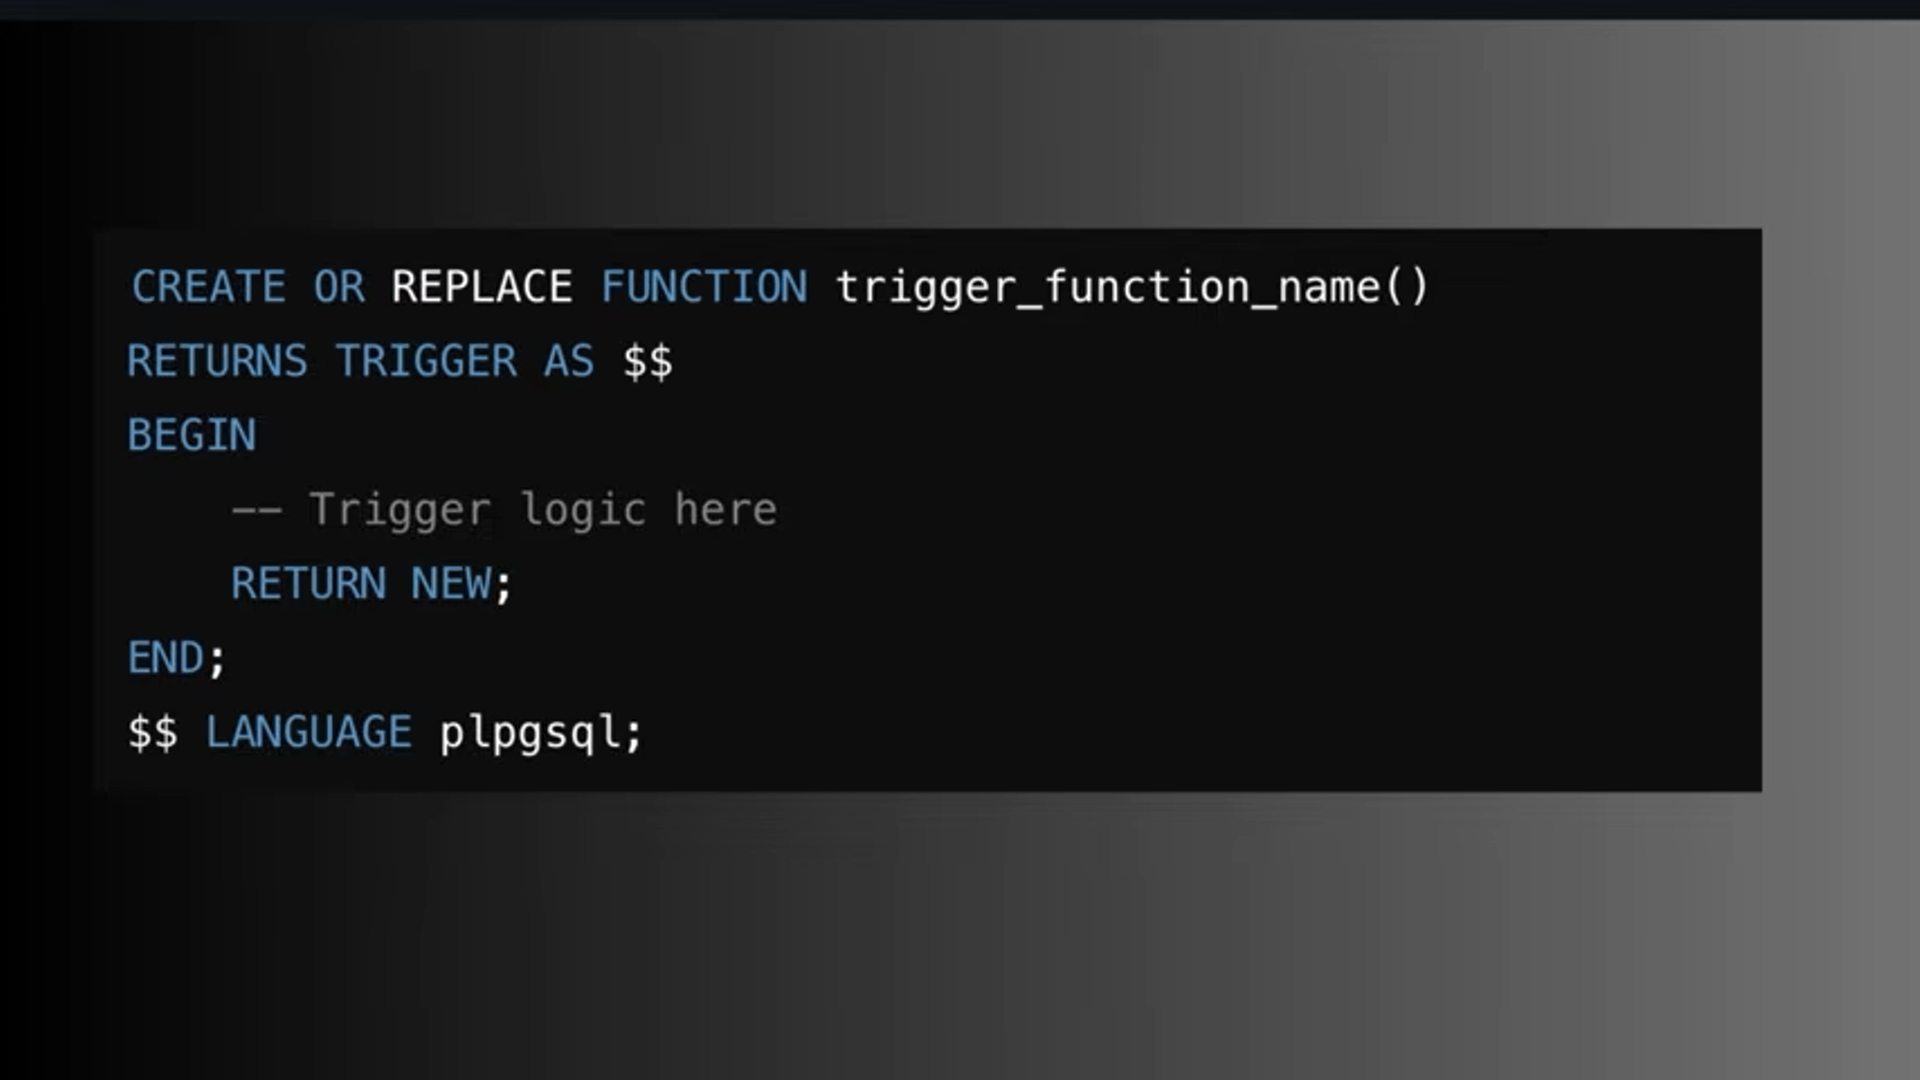 CREATE OR REPLACE FUNCTION trigger_function_name()
RETURNS TRIGGER AS $$
BEGIN
    -- Trigger logic here
    RETURN NEW;
END;
$$ LANGUAGE plpgsql;